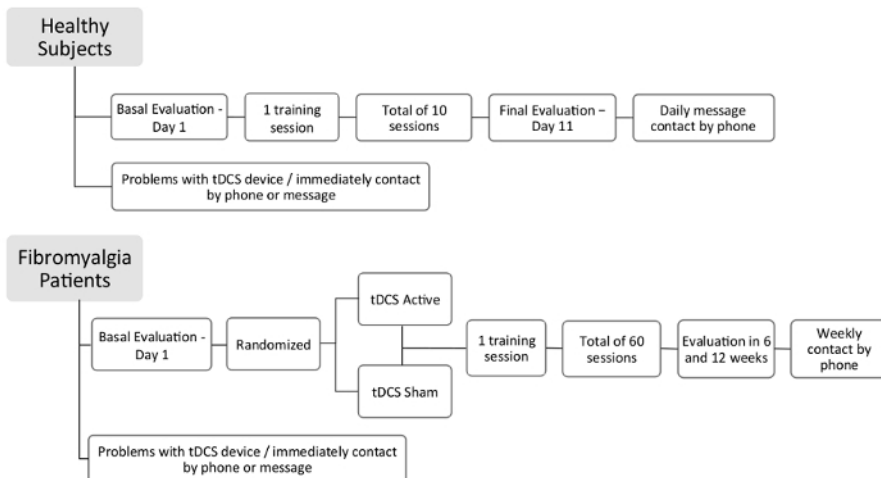 Healthy
Subjects
Basal Evaluation -
Day 1
1 training
session
Total of 10
sessions
Final Evaluation –
Day 11
Daily message
contact by phone
Problems with tDCS device / immediately contact
by phone or message
Fibromyalgia
Patients
Basal Evaluation -
Day 1
Randomized
tDCS Active
tDCS Sham
1 training
session
Total of 60
sessions
Evaluation in 6
and 12 weeks
Weekly
contact by
phone
Problems with tDCS device / immediately contact
by phone or message